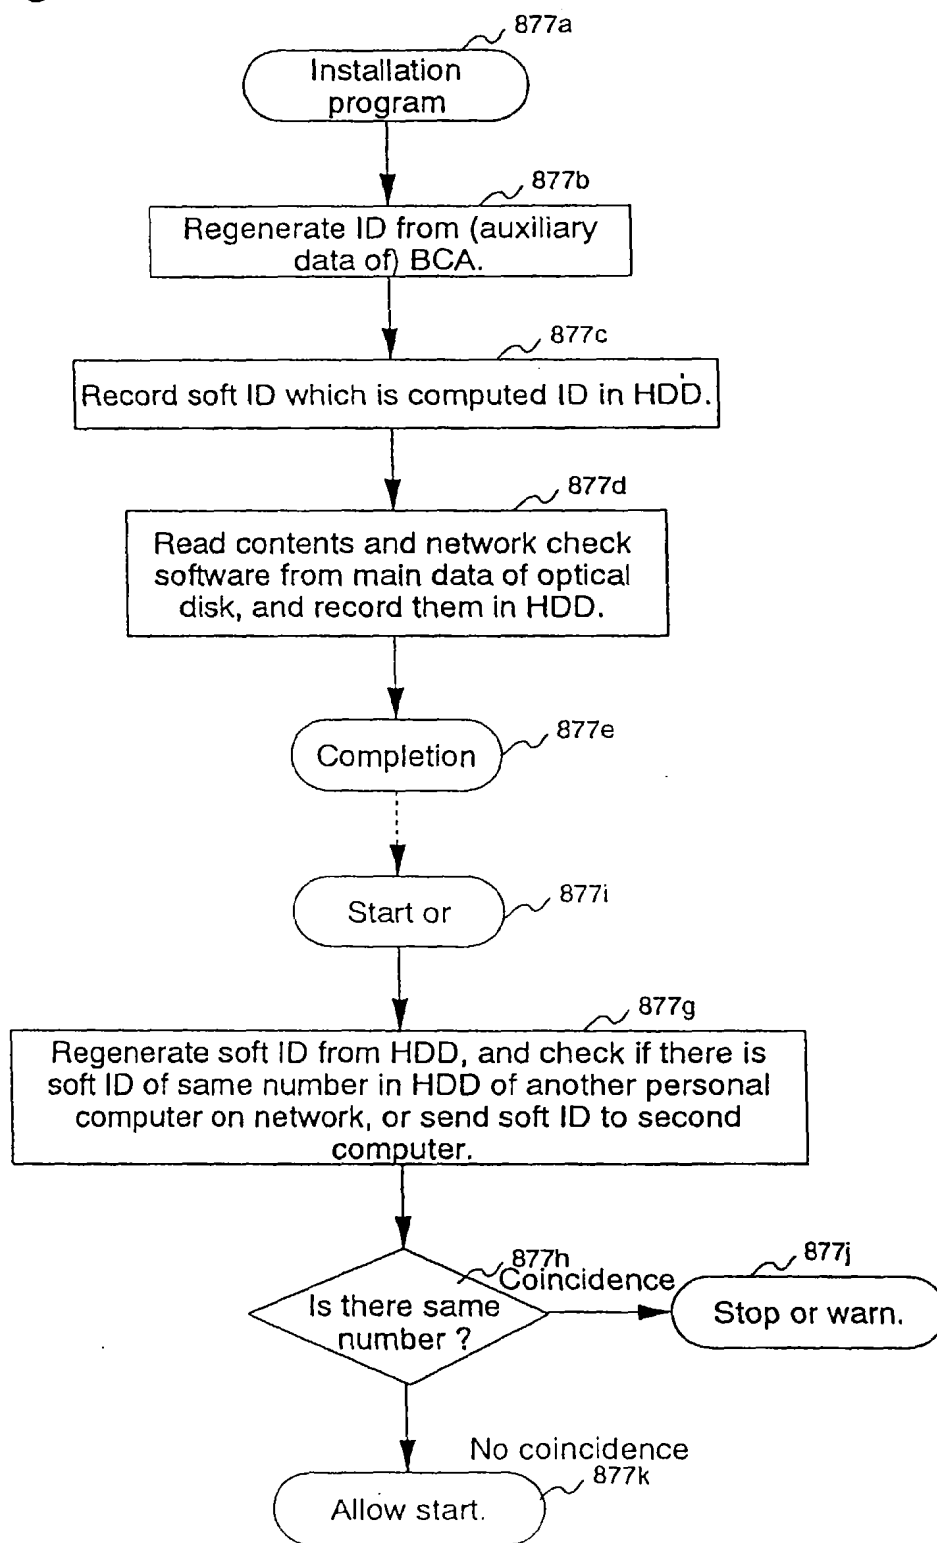 877a
Installation
program
877b
Regenerate ID from (auxiliary
data of) BCA.
877c
Record soft ID which is computed ID in HDD.
877d
Read contents and network check
software from main data of optical
disk, and record them in HDD.
Completion
877e
Start or
877i
877g
Regenerate soft ID from HDD, and check if there is
soft ID of same number in HDD of another personal
computer on network, or send soft ID to second
computer.
877h
Coincidence
877j
Is there same
number ?
Stop or warn.
No coincidence
877k
Allow start.